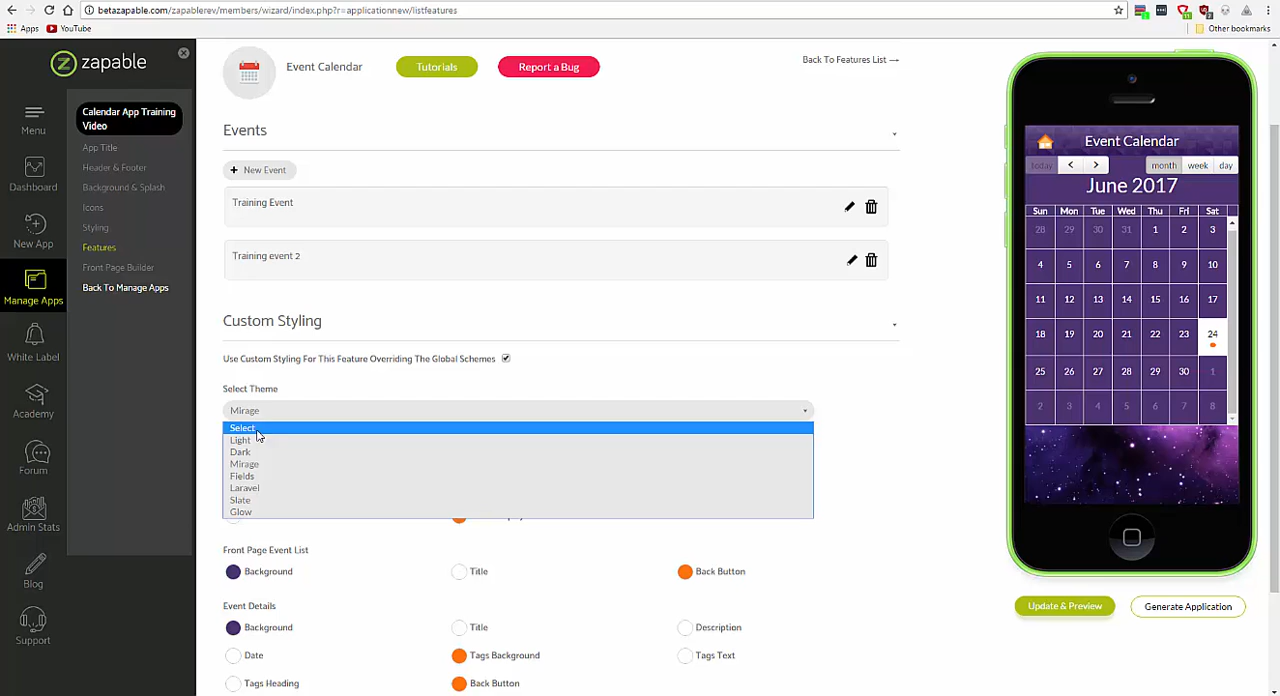 betazapable.com/zapablerev/members/wizard/index.php?r=applicationnew/listfeatures
Apps YouTube Other bookmarks
zapable
Menu
Dashboard
New App
Manage Apps
White Label
Academy
Forum
Admin Stats
Blog
Support
Calendar App Training
Video
App Title
Header & Footer
Background & Splash
Icons
Styling
Features
Front Page Builder
Back To Manage Apps
Event Calendar Tutorials Report a Bug Back To Features List
Events
+ New Event
Training Event
Training event 2
Custom Styling
Use Custom Styling For This Feature Overriding The Global Schemes
Select Theme
Mirage
Select
Light
Dark
Mirage
Fields
Laravel
Slate
Glow
Front Page Event List
Background Title Back Button
Event Details
Background Title Description
Date Tags Background Tags Text
Tags Heading Back Button
Event Calendar
today < > month week day
June 2017
Sun Mon Tue Wed Thu Fri Sat
28 29 30 31 1 2 3
4 5 6 7 8 9 10
11 12 13 14 15 16 17
18 19 20 21 22 23 24
25 26 27 28 29 30 1
2 3 4 5 6 7 8
Update & Preview Generate Application